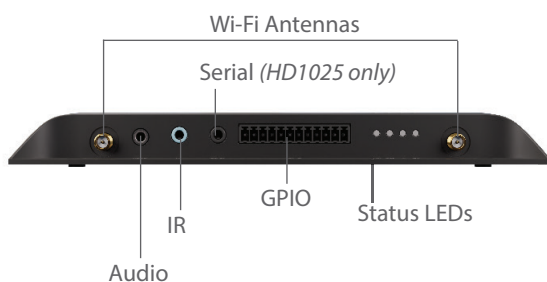 Wi-Fi Antennas
Serial (HD1025 only)
GPIO
Status LEDs
IR
Audio